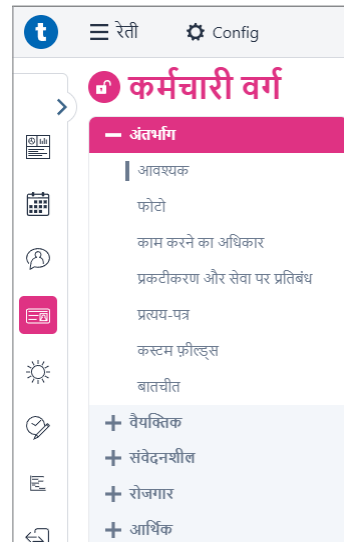 t
रेती
Config
कर्मचारी वर्ग
अंतर्भाग
आवश्यक
फोटो
काम करने का अधिकार
प्रकटीकरण और सेवा पर प्रतिबंध
प्रत्यय-पत्र
कस्टम फ़ील्ड्स
बातचीत
वैयक्तिक
संवेदनशील
रोजगार
आर्थिक